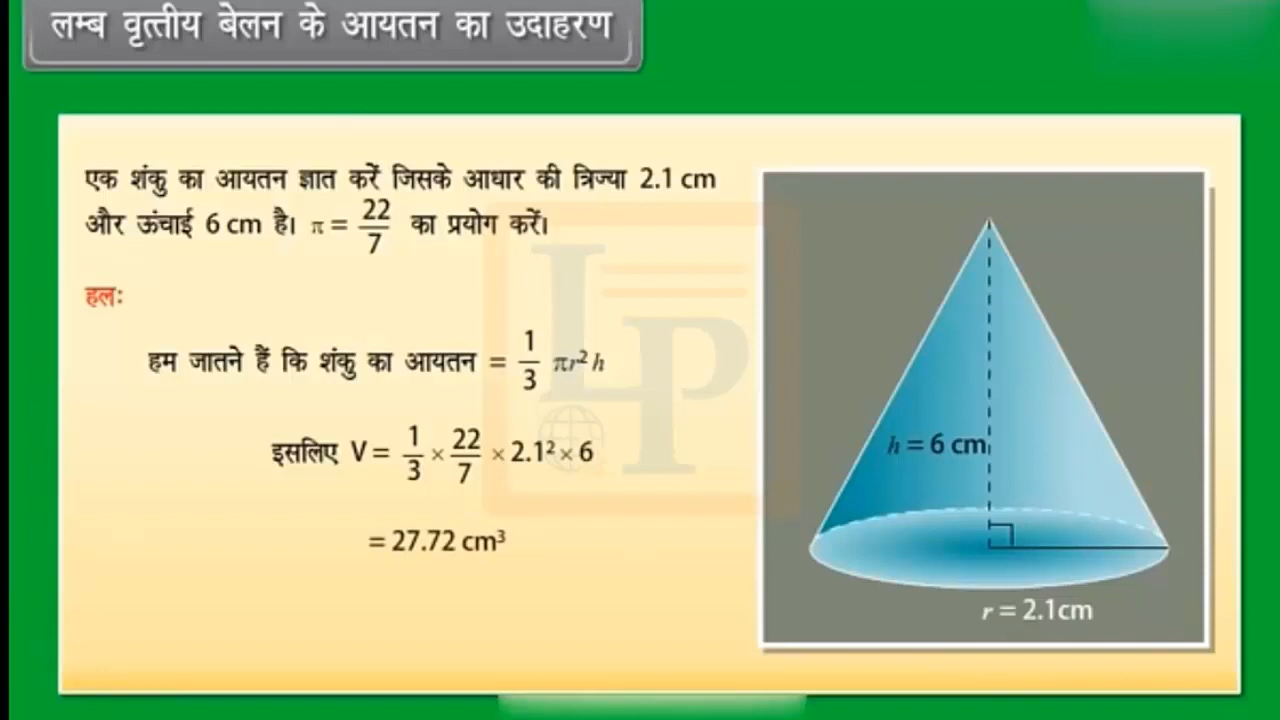 लम्ब वृत्तीय बेलन के आयतन का उदाहरण
एक शंकु का आयतन ज्ञात करें जिसके आधार की त्रिज्या 2.1 cm
और ऊंचाई 6 cm है। π = 22/7 का प्रयोग करें।
हलः
हम जातने हैं कि शंकु का आयतन = 1/3 πr²h
इसलिए V = 1/3 × 22/7 × 2.1² × 6
= 27.72 cm³
h = 6 cm
r = 2.1cm
LP